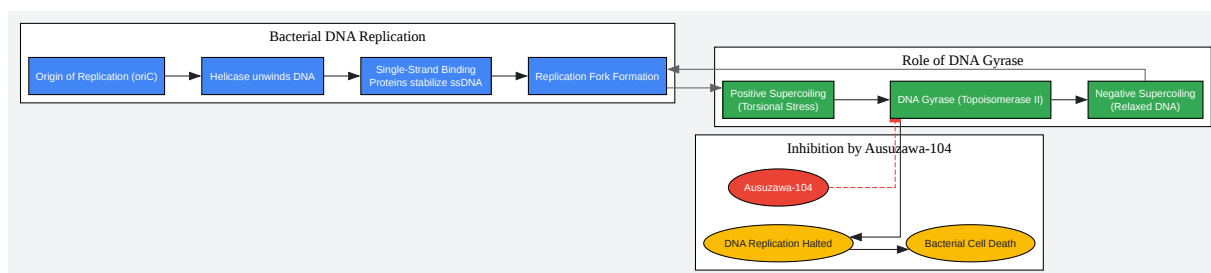 Bacterial DNA Replication
Origin of Replication (oriC)
Helicase unwinds DNA
Single-Strand Binding
Proteins stabilize ssDNA
Replication Fork Formation
Role of DNA Gyrase
Positive Supercoiling
(Torsional Stress)
DNA Gyrase (Topoisomerase II)
Negative Supercoiling
(Relaxed DNA)
Inhibition by Ausuzawa-104
Ausuzawa-104
DNA Replication Halted
Bacterial Cell Death